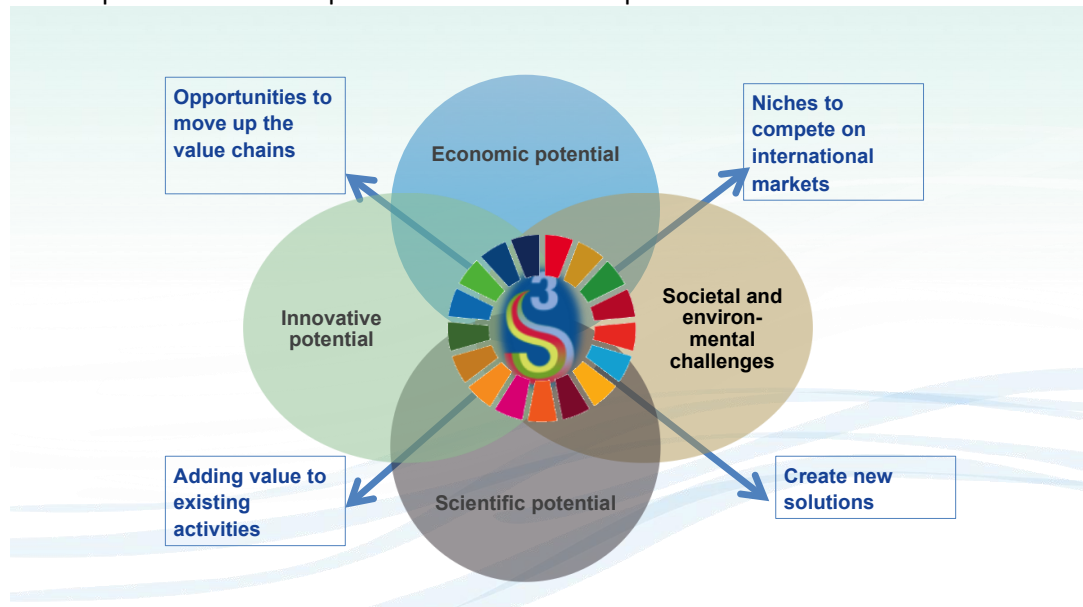 Opportunities to
move up the
value chains
Niches to
compete on
international
markets
Economic potential
Innovative
potential
3
S
Societal and
environ-
mental
challenges
Adding value to
existing
activities
Scientific potential
Create new
solutions